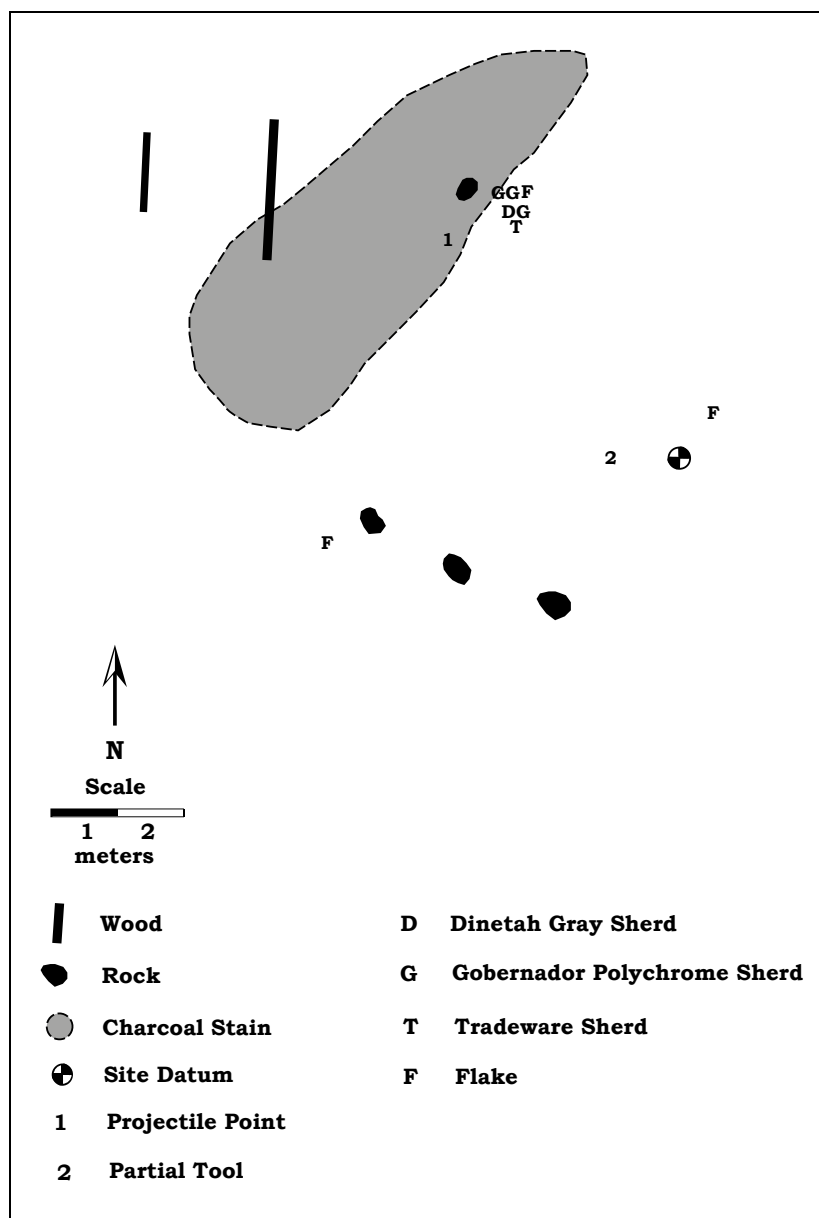 GGF
DG
T
1
F
2
F
N
Scale
1 2
meters
Wood
Rock
Charcoal Stain
Site Datum
1 Projectile Point
2 Partial Tool
D Dinetah Gray Sherd
G Gobernador Polychrome Sherd
T Tradeware Sherd
F Flake